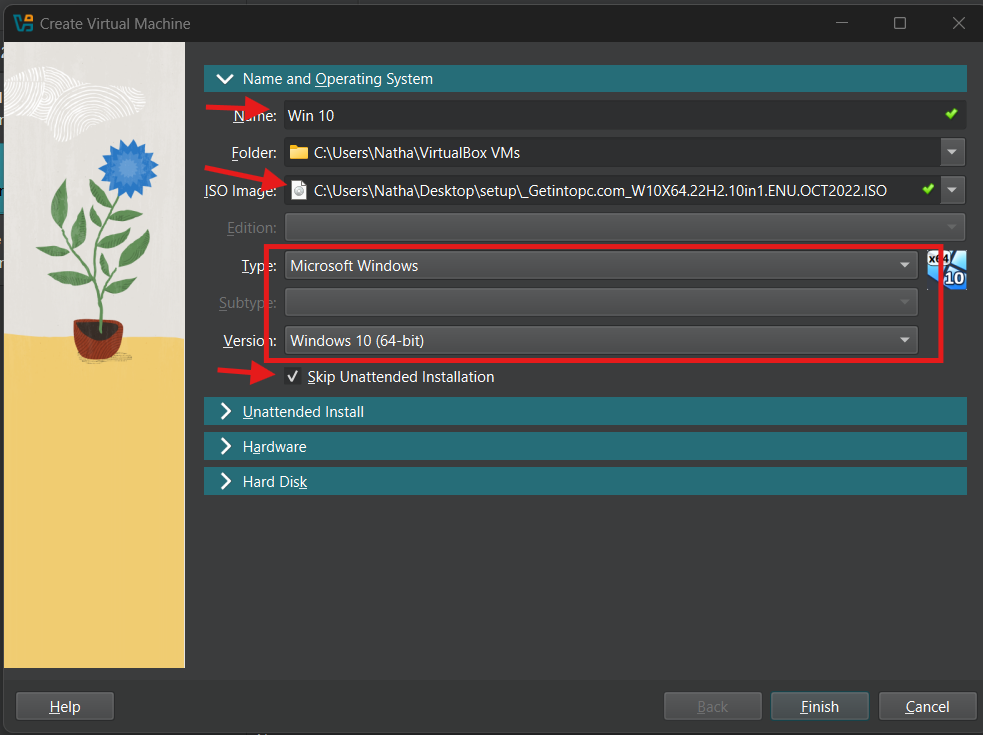 Create Virtual Machine
Name and Operating System
Name: Win 10
Folder: C:\Users\Natha\VirtualBox VMs
ISO Image: C:\Users\Natha\Desktop\setup\_Getintopc.com_W10X64.22H2.10in1.ENU.OCT2022.ISO
Edition:
Type: Microsoft Windows
x64
10
Subtype:
Version: Windows 10 (64-bit)
Skip Unattended Installation
Unattended Install
Hardware
Hard Disk
Help Back Finish Cancel